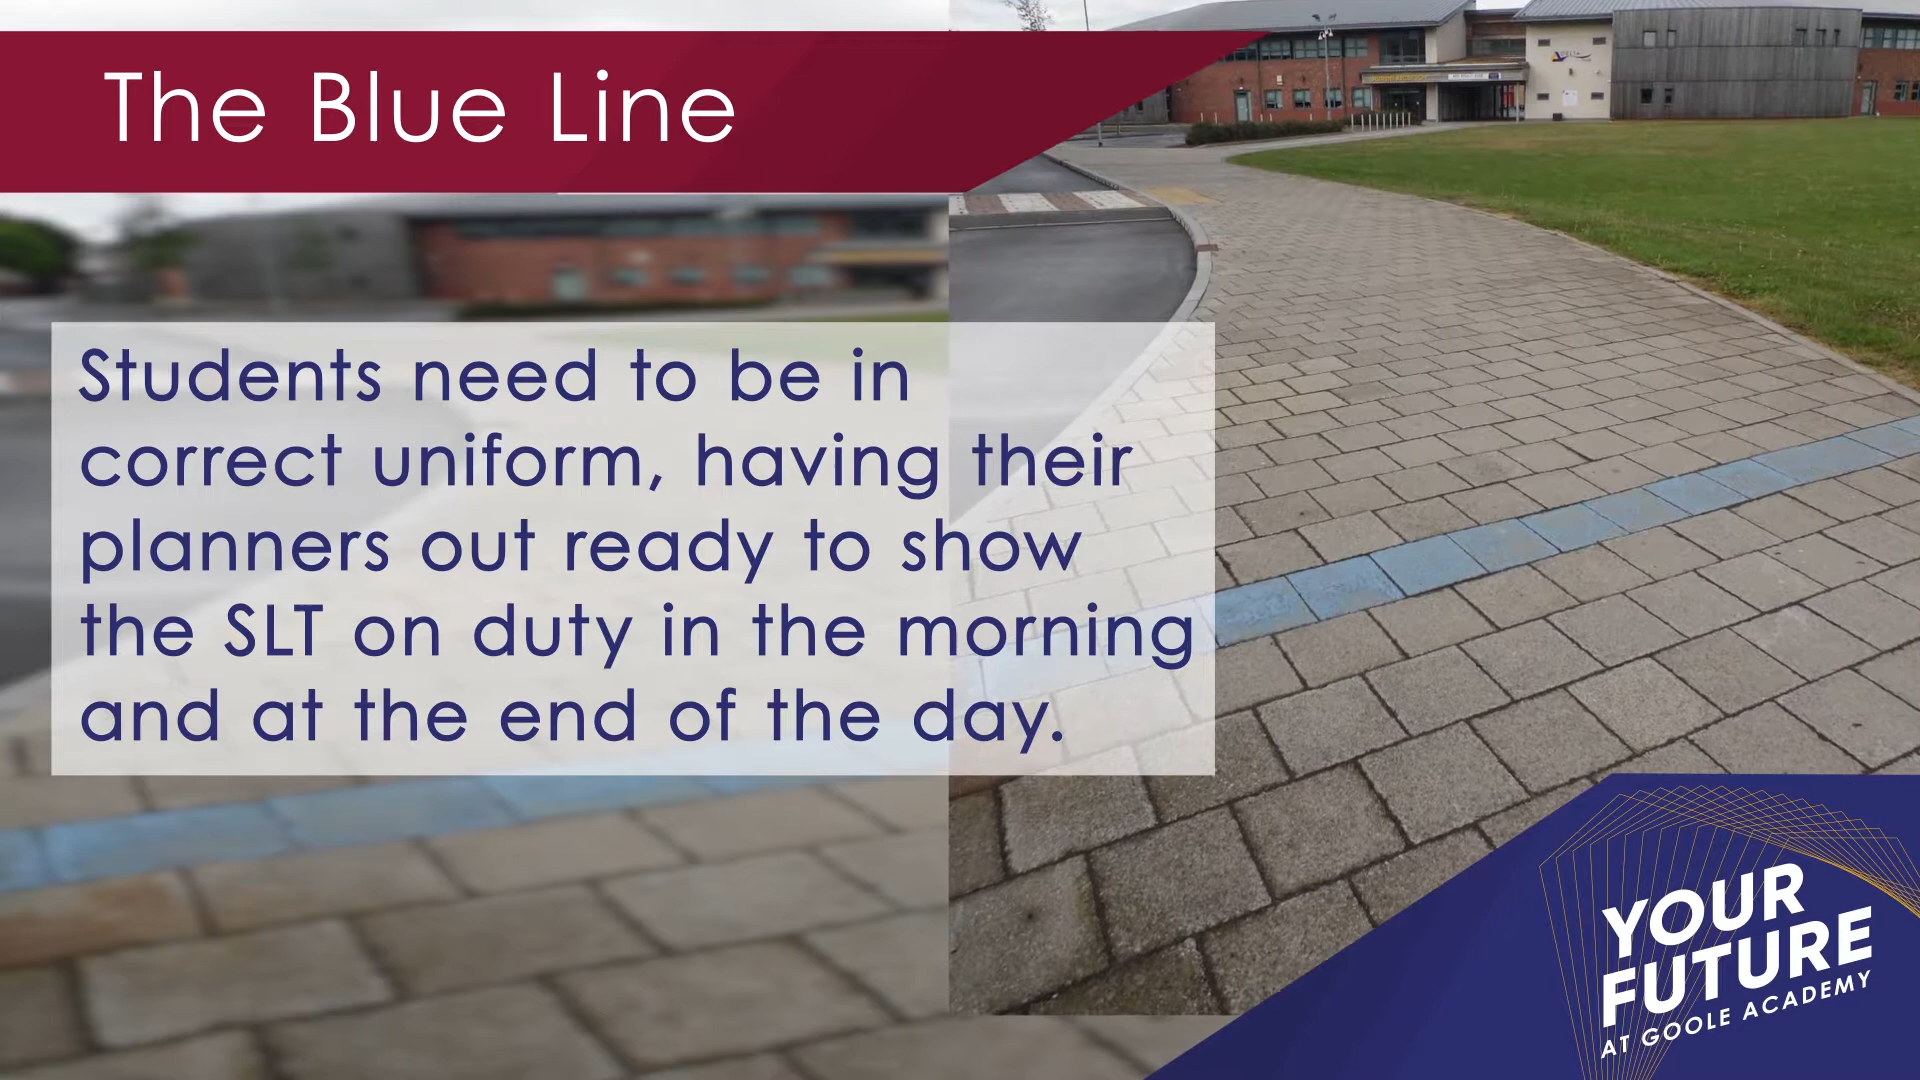 The Blue Line
Students need to be in
correct uniform, having their
planners out ready to show
the SLT on duty in the morning
and at the end of the day.
YOUR
FUTURE
AT GOOLE ACADEMY